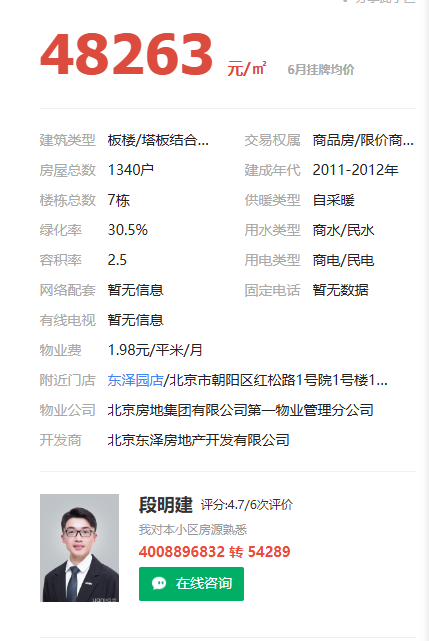 48263 元/㎡ 6月挂牌均价
建筑类型 板楼/塔板结合... 交易权属 商品房/限价商...
房屋总数 1340户 建成年代 2011-2012年
楼栋总数 7栋 供暖类型 自采暖
绿化率 30.5% 用水类型 商水/民水
容积率 2.5 用电类型 商电/民电
网络配套 暂无信息 固定电话 暂无数据
有线电视 暂无信息
物业费 1.98元/平米/月
附近门店 东泽园店/北京市朝阳区红松路1号院1号楼1...
物业公司 北京房地集团有限公司第一物业管理分公司
开发商 北京东泽房地产开发有限公司
段明建 评分:4.7/6次评价
我对本小区房源熟悉
4008896832 转 54289
在线咨询